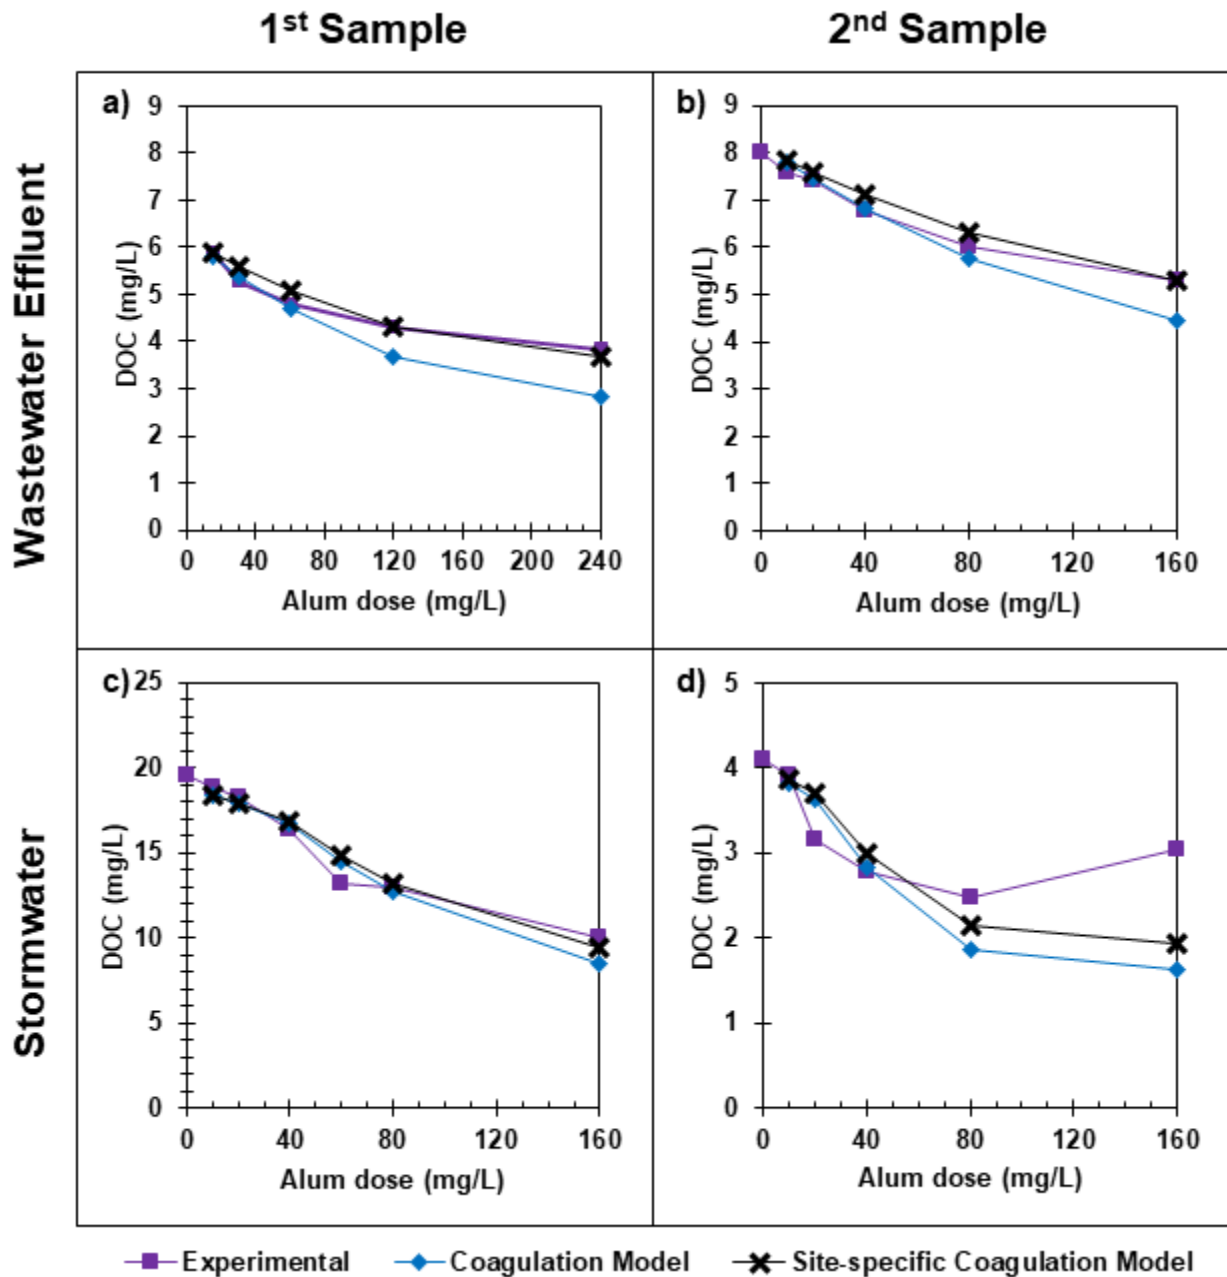 1st Sample
2nd Sample
Wastewater Effluent
a)
9
8
7
6
5
4
3
2
1
0
DOC (mg/L)
0 40 80 120 160 200 240
Alum dose (mg/L)
b)
9
8
7
6
5
4
3
2
1
0
DOC (mg/L)
0 40 80 120 160
Alum dose (mg/L)
Stormwater
c)
25
20
15
10
5
0
DOC (mg/L)
0 40 80 120 160
Alum dose (mg/L)
d)
5
4
3
2
1
0
DOC (mg/L)
0 40 80 120 160
Alum dose (mg/L)
Experimental Coagulation Model Site-specific Coagulation Model